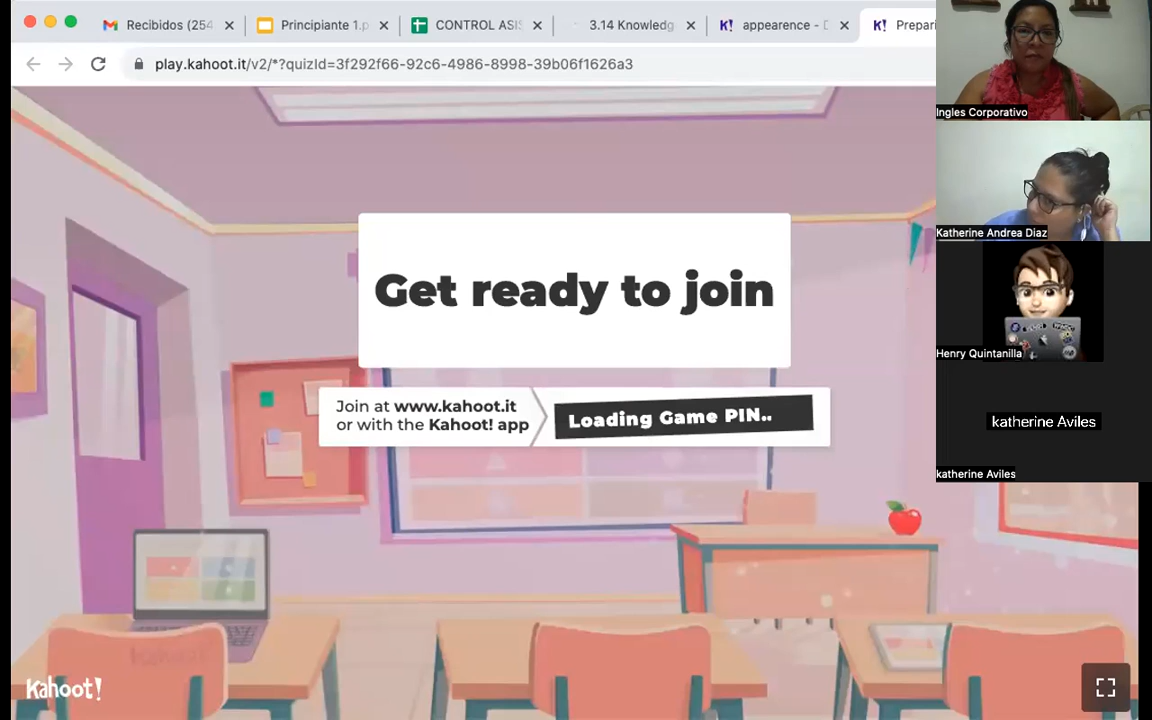 Recibidos (254
Principiante 1.p
CONTROL ASIS
3.14 Knowledg
appearence - D
Prepari
play.kahoot.it/v2/*?quizId=3f292f66-92c6-4986-8998-39b06f1626a3
Ingles Corporativo
Katherine Andrea Diaz
Henry Quintanilla
katherine Aviles
katherine Aviles
Get ready to join
Join at www.kahoot.it
or with the Kahoot! app
Loading Game PIN..
Kahoot!